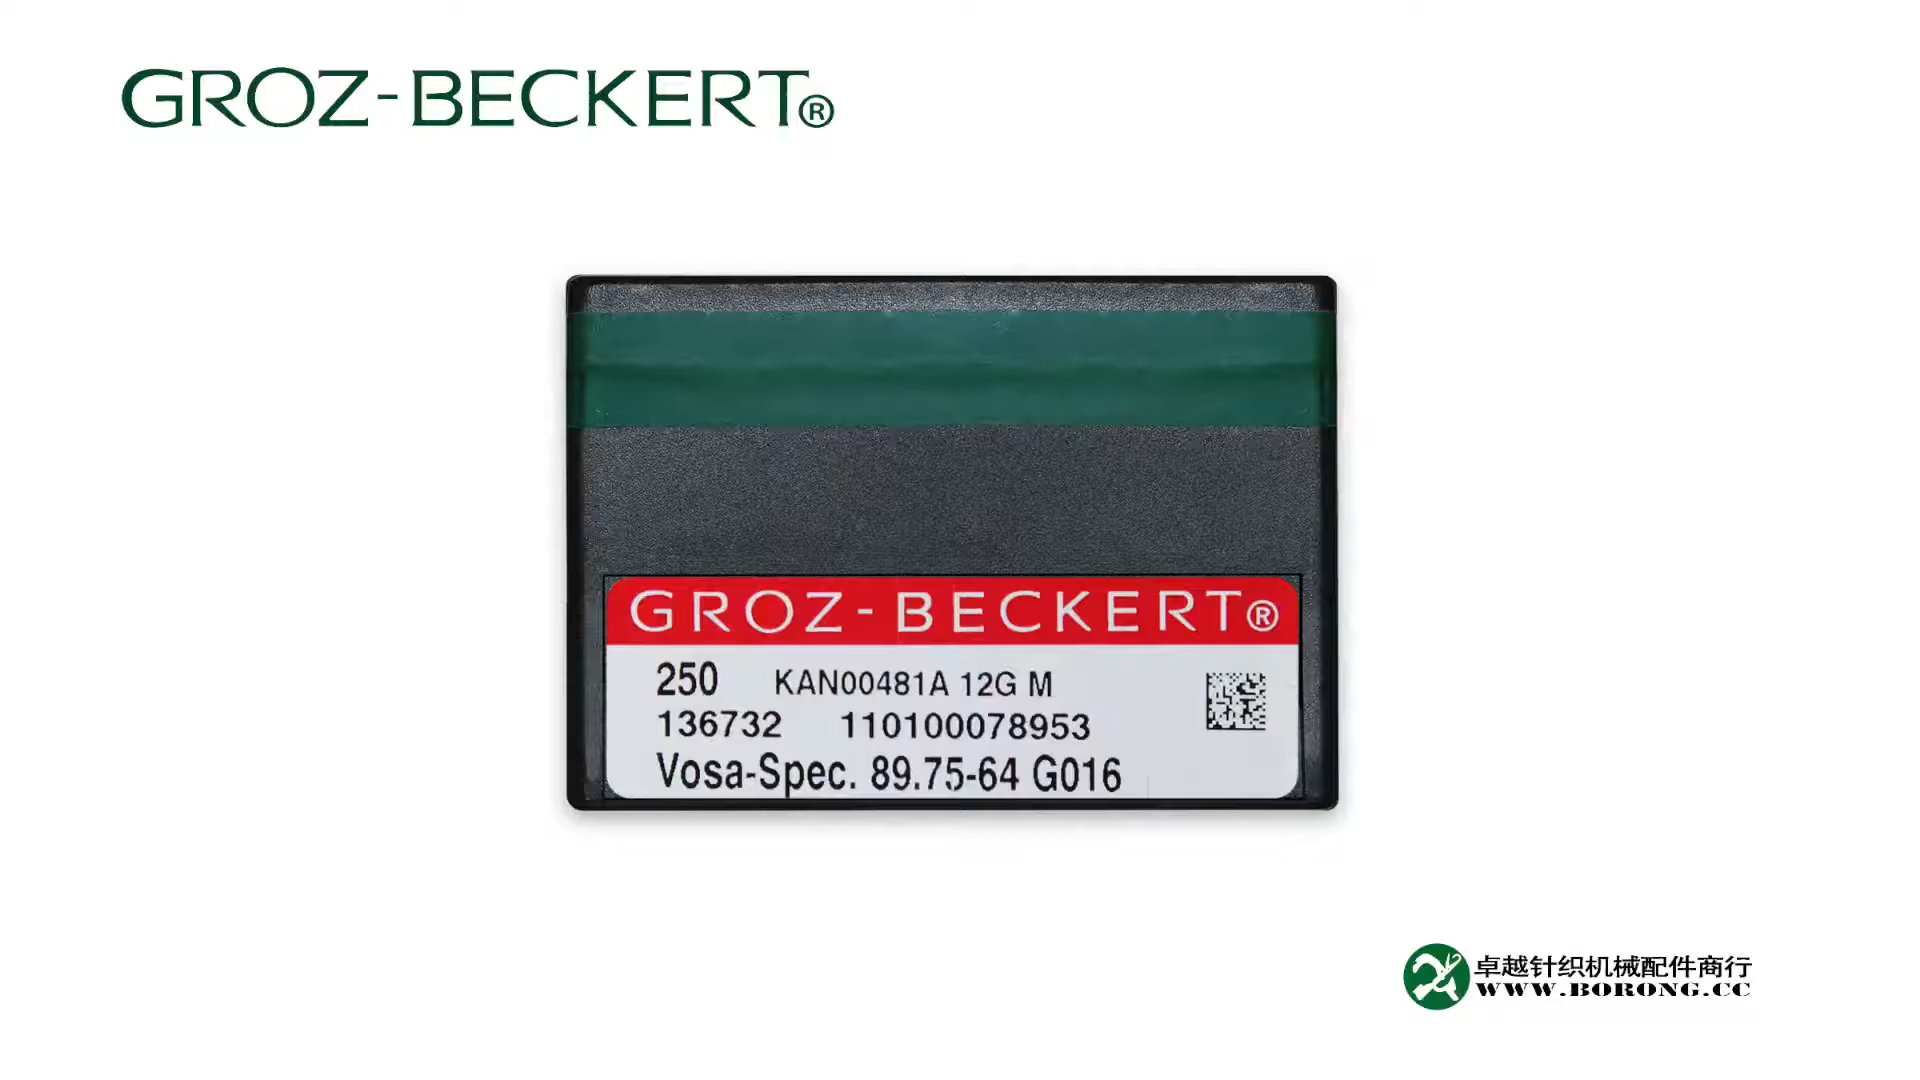 GROZ-BECKERT®
GROZ-BECKERT®
250 KAN00481A 12G M
136732 110100078953
Vosa-Spec. 89.75-64 G016
卓越针织机械配件商行
WWW.BORONG.CC